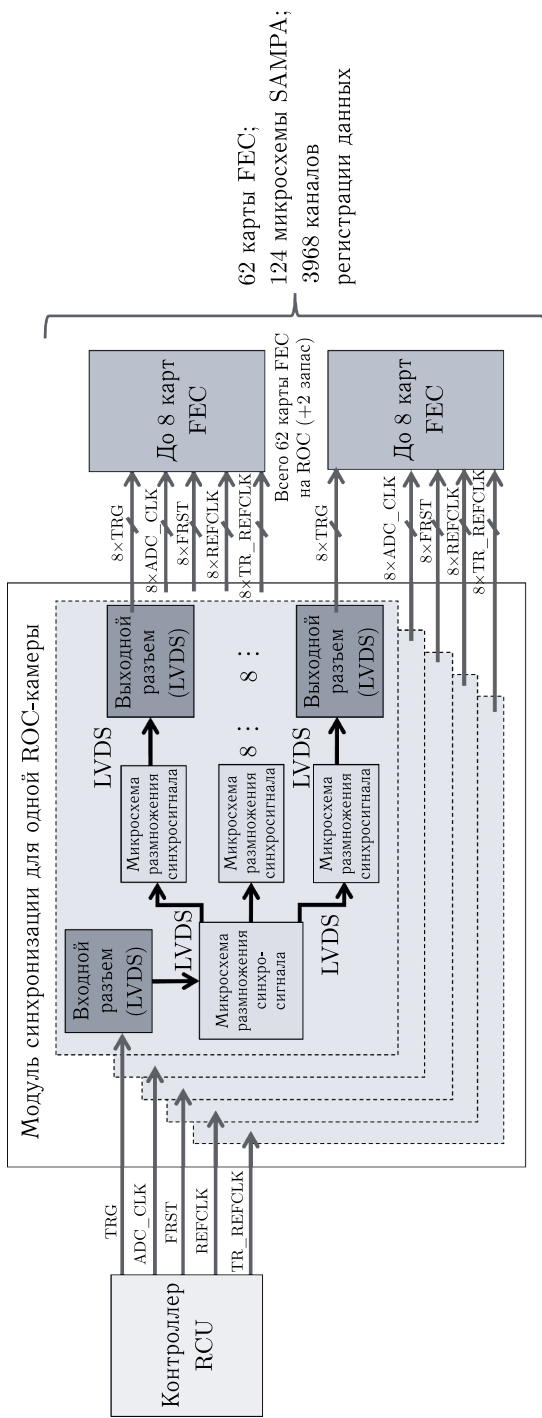 Контроллер
RCU
TRG
ADC_CLK
FRST
REFCLK
TR_REFCLK
Модуль синхронизации для одной ROC-камеры
Входной
разъем
(LVDS)
LVDS
Микросхема
размножения
синхро-
сигнала
LVDS
Микросхема
размножения
синхросигнала
LVDS
Выходной
разъем
(LVDS)
Микросхема
размножения
синхросигнала
8 :
8 :
Микросхема
размножения
синхросигнала
LVDS
Выходной
разъем
(LVDS)
8×TRG
8×ADC_CLK
8×FRST
8×REFCLK
8×TR_REFCLK
До 8 карт
FEC
Всего 62 карты FEC
на ROC (+2 запас)
8×TRG
8×ADC_CLK
8×FRST
8×REFCLK
8×TR_REFCLK
До 8 карт
FEC
62 карты FEC;
124 микросхемы SAMPA;
3968 каналов
регистрации данных